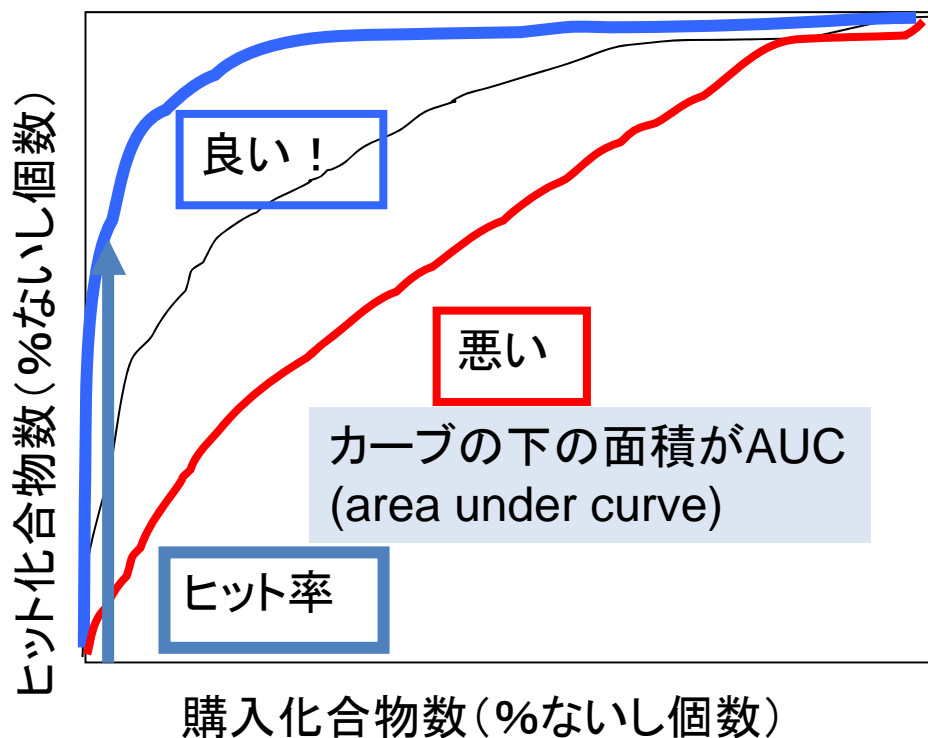 ヒット化合物数(%ないし個数)
良い！
悪い
カーブの下の面積がAUC
(area under curve)
ヒット率
購入化合物数(%ないし個数)